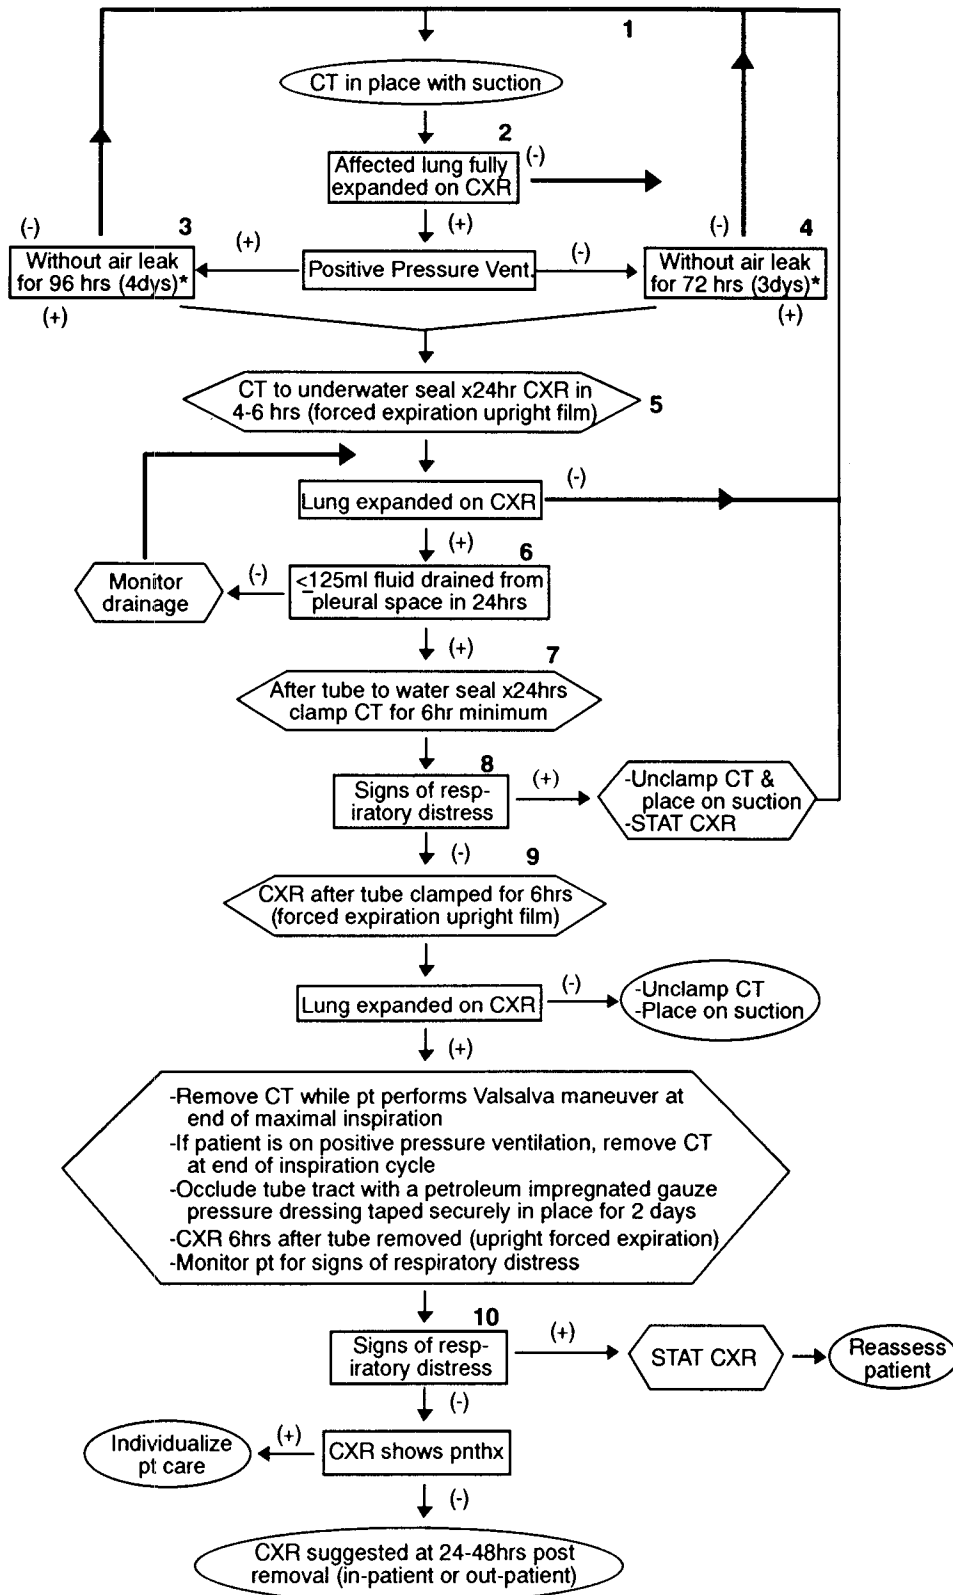 1
CT in place with suction
2
Affected lung fully
expanded on CXR
(-)
(+)
(-)
3
(+)
Without air leak
for 96 hrs (4dys)*
(+)
Positive Pressure Vent.
(-)
(-)
4
Without air leak
for 72 hrs (3dys)*
(+)
CT to underwater seal x24hr CXR in
4-6 hrs (forced expiration upright film)
5
Lung expanded on CXR
(-)
(+)
6
≤125ml fluid drained from
pleural space in 24hrs
(-)
Monitor
drainage
(+)
7
After tube to water seal x24hrs
clamp CT for 6hr minimum
8
Signs of resp-
iratory distress
(+)
-Unclamp CT &
place on suction
-STAT CXR
(-)
9
CXR after tube clamped for 6hrs
(forced expiration upright film)
Lung expanded on CXR
(-)
-Unclamp CT
-Place on suction
(+)
-Remove CT while pt performs Valsalva maneuver at
end of maximal inspiration
-If patient is on positive pressure ventilation, remove CT
at end of inspiration cycle
-Occlude tube tract with a petroleum impregnated gauze
pressure dressing taped securely in place for 2 days
-CXR 6hrs after tube removed (upright forced expiration)
-Monitor pt for signs of respiratory distress
10
Signs of resp-
iratory distress
(+)
STAT CXR
Reassess
patient
(-)
CXR shows pnthx
(+)
Individualize
pt care
(-)
CXR suggested at 24-48hrs post
removal (in-patient or out-patient)